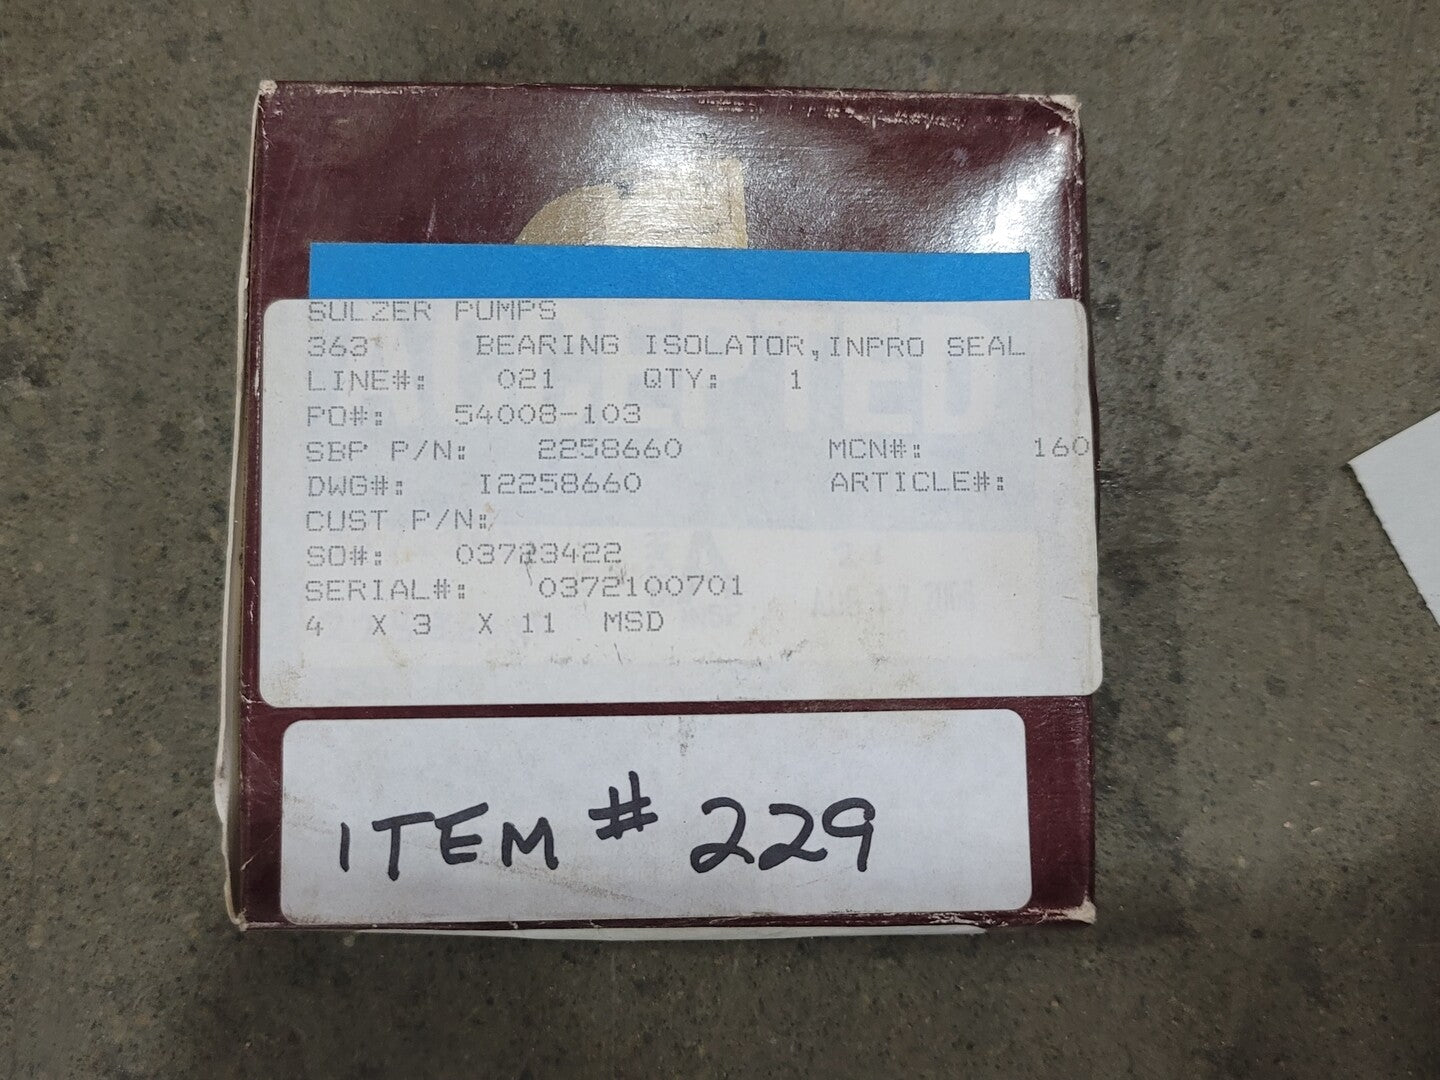 SULZER PUMPS
363 BEARING ISOLATOR,INPRO SEAL
LINE#: 021 QTY: 1
PO#: 54008-103
SBP P/N: 2258660 MCN#: 160
DWG#: I2258660 ARTICLE#:
CUST P/N:
SO#: 03723422
SERIAL#: 0372100701
4 X 3 X 11 MSD
ITEM # 229